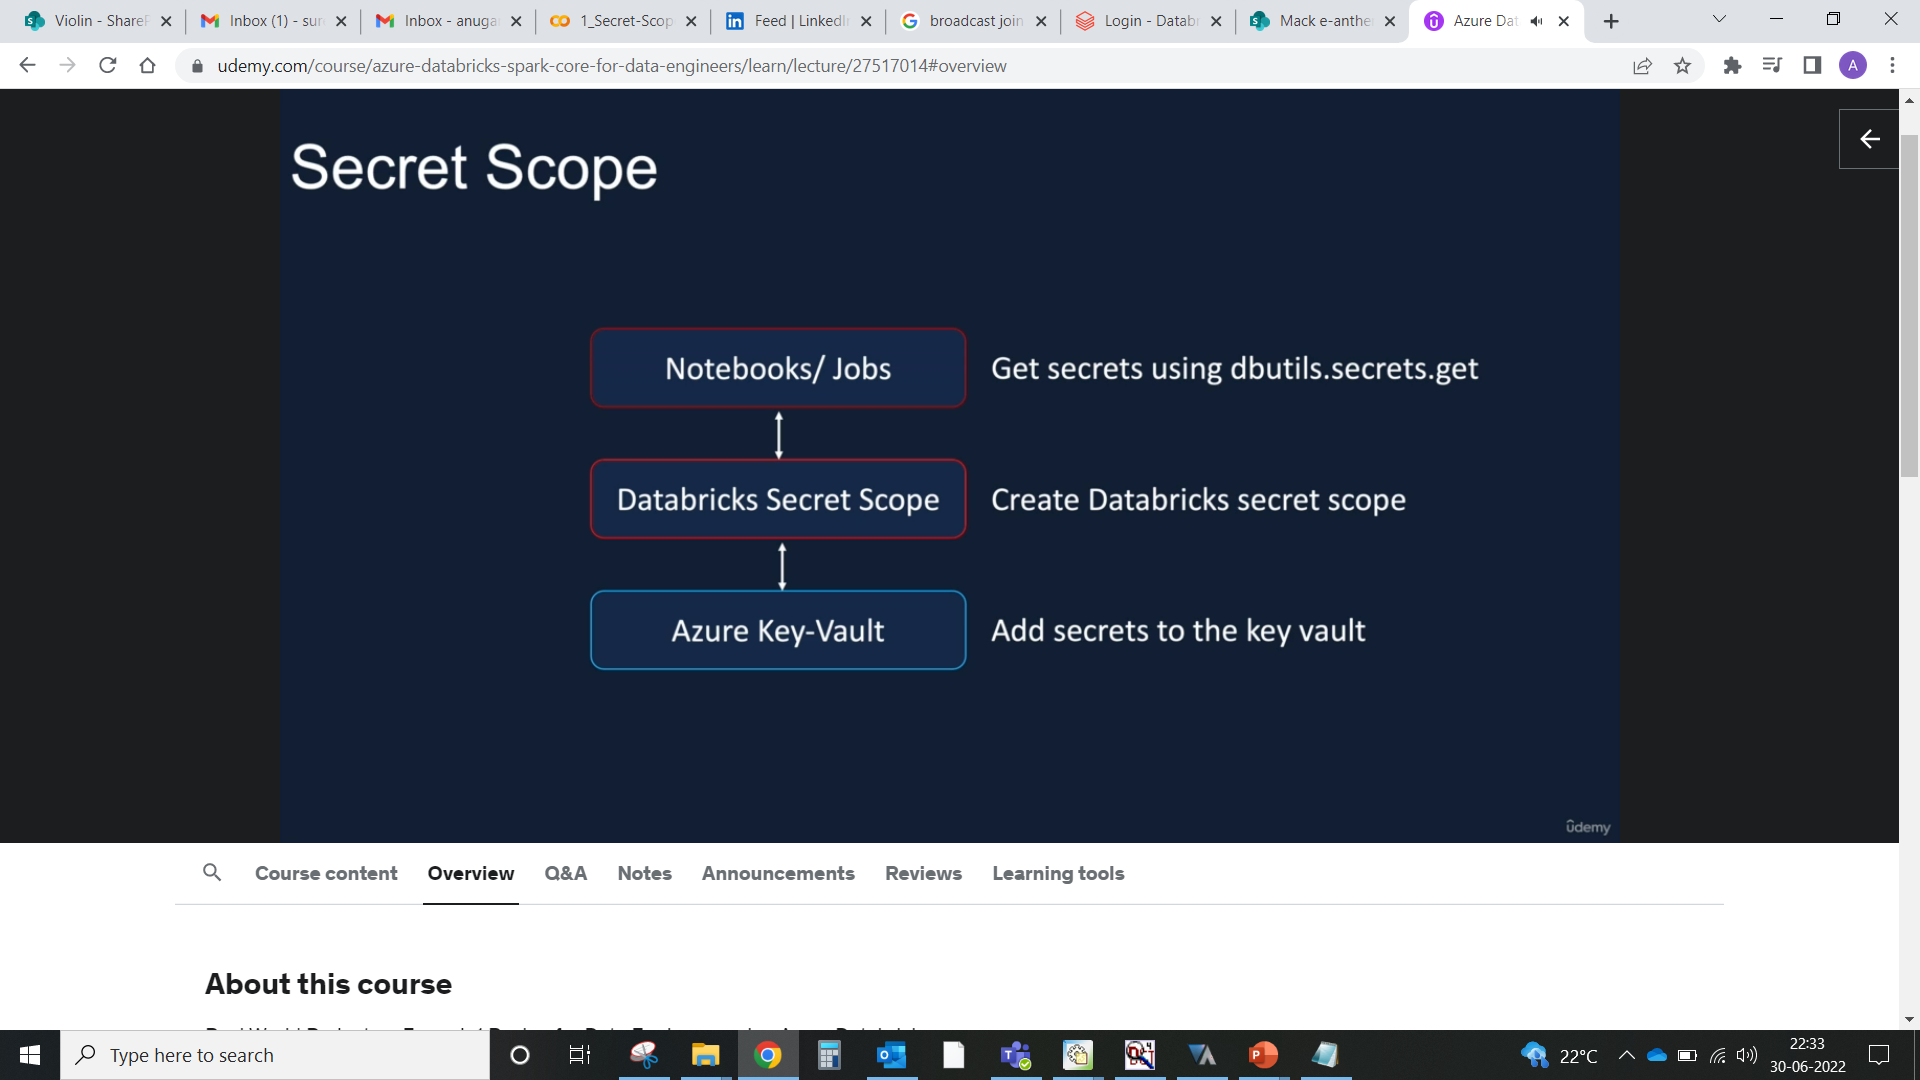 Violin - ShareP
Inbox (1) - sur
Inbox - anuga
1_Secret-Scop
Feed | LinkedIn
broadcast join
Login - Databr
Mack e-anthe
Azure Dat
udemy.com/course/azure-databricks-spark-core-for-data-engineers/learn/lecture/27517014#overview
A
Secret Scope
Notebooks/ Jobs
Get secrets using dbutils.secrets.get
Databricks Secret Scope
Create Databricks secret scope
Azure Key-Vault
Add secrets to the key vault
ûdemy
Course content
Overview
Q&A
Notes
Announcements
Reviews
Learning tools
About this course
Type here to search
22°C
22:33
30-06-2022